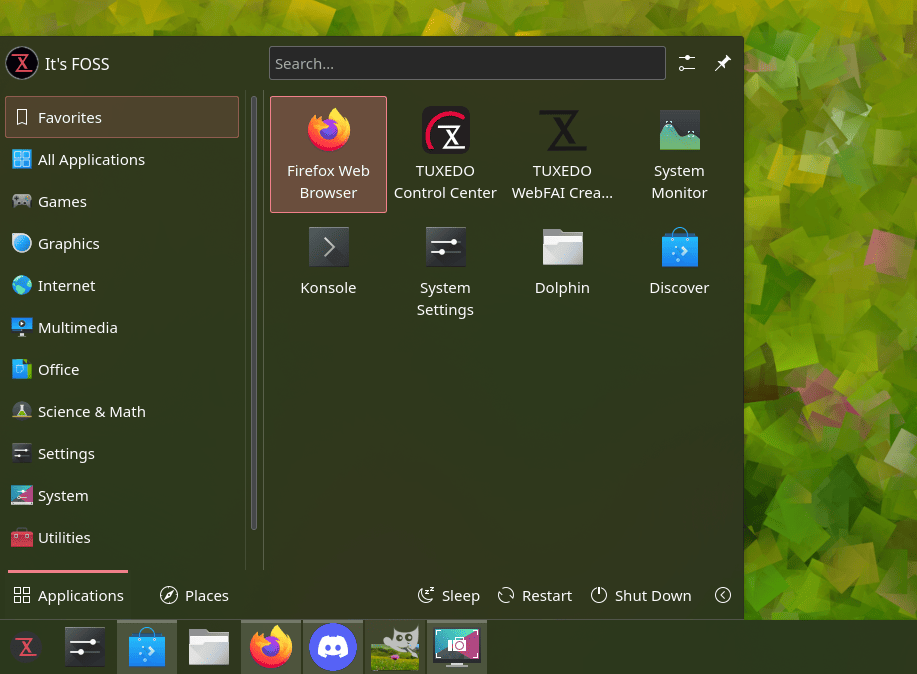 It's FOSS
Search...
Favorites
All Applications
Games
Graphics
Internet
Multimedia
Office
Science & Math
Settings
System
Utilities
Firefox Web
Browser
TUXEDO
Control Center
TUXEDO
WebFAI Crea...
System
Monitor
Konsole
System
Settings
Dolphin
Discover
Applications
Places
Sleep
Restart
Shut Down